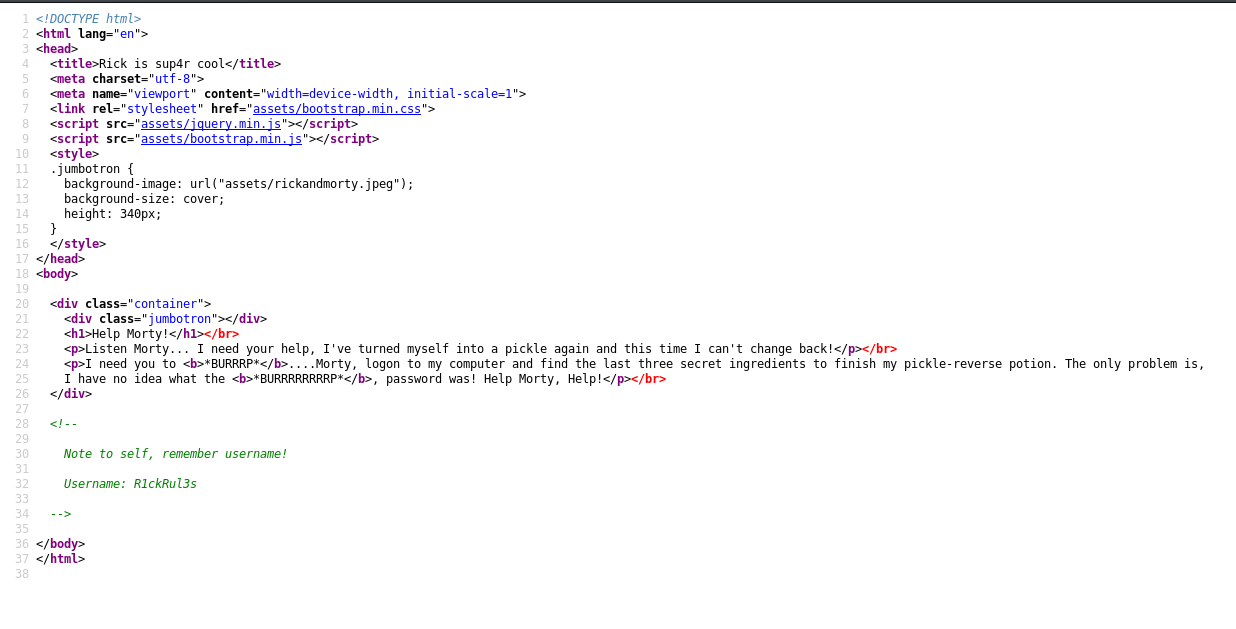 1 <!DOCTYPE html>
2 <html lang="en">
3 <head>
4   <title>Rick is sup4r cool</title>
5   <meta charset="utf-8">
6   <meta name="viewport" content="width=device-width, initial-scale=1">
7   <link rel="stylesheet" href="assets/bootstrap.min.css">
8   <script src="assets/jquery.min.js"></script>
9   <script src="assets/bootstrap.min.js"></script>
10   <style>
11   .jumbotron {
12     background-image: url("assets/rickandmorty.jpeg");
13     background-size: cover;
14     height: 340px;
15   }
16   </style>
17 </head>
18 <body>
19
20   <div class="container">
21     <div class="jumbotron"></div>
22     <h1>Help Morty!</h1></br>
23     <p>Listen Morty... I need your help, I've turned myself into a pickle again and this time I can't change back!</p></br>
24     <p>I need you to <b>*BURRRP*</b>....Morty, logon to my computer and find the last three secret ingredients to finish my pickle-reverse potion. The only problem is,
25     I have no idea what the <b>*BURRRRRRRRP*</b>, password was! Help Morty, Help!</p></br>
26   </div>
27
28   <!--
29
30     Note to self, remember username!
31
32     Username: R1ckRul3s
33
34   -->
35
36 </body>
37 </html>
38